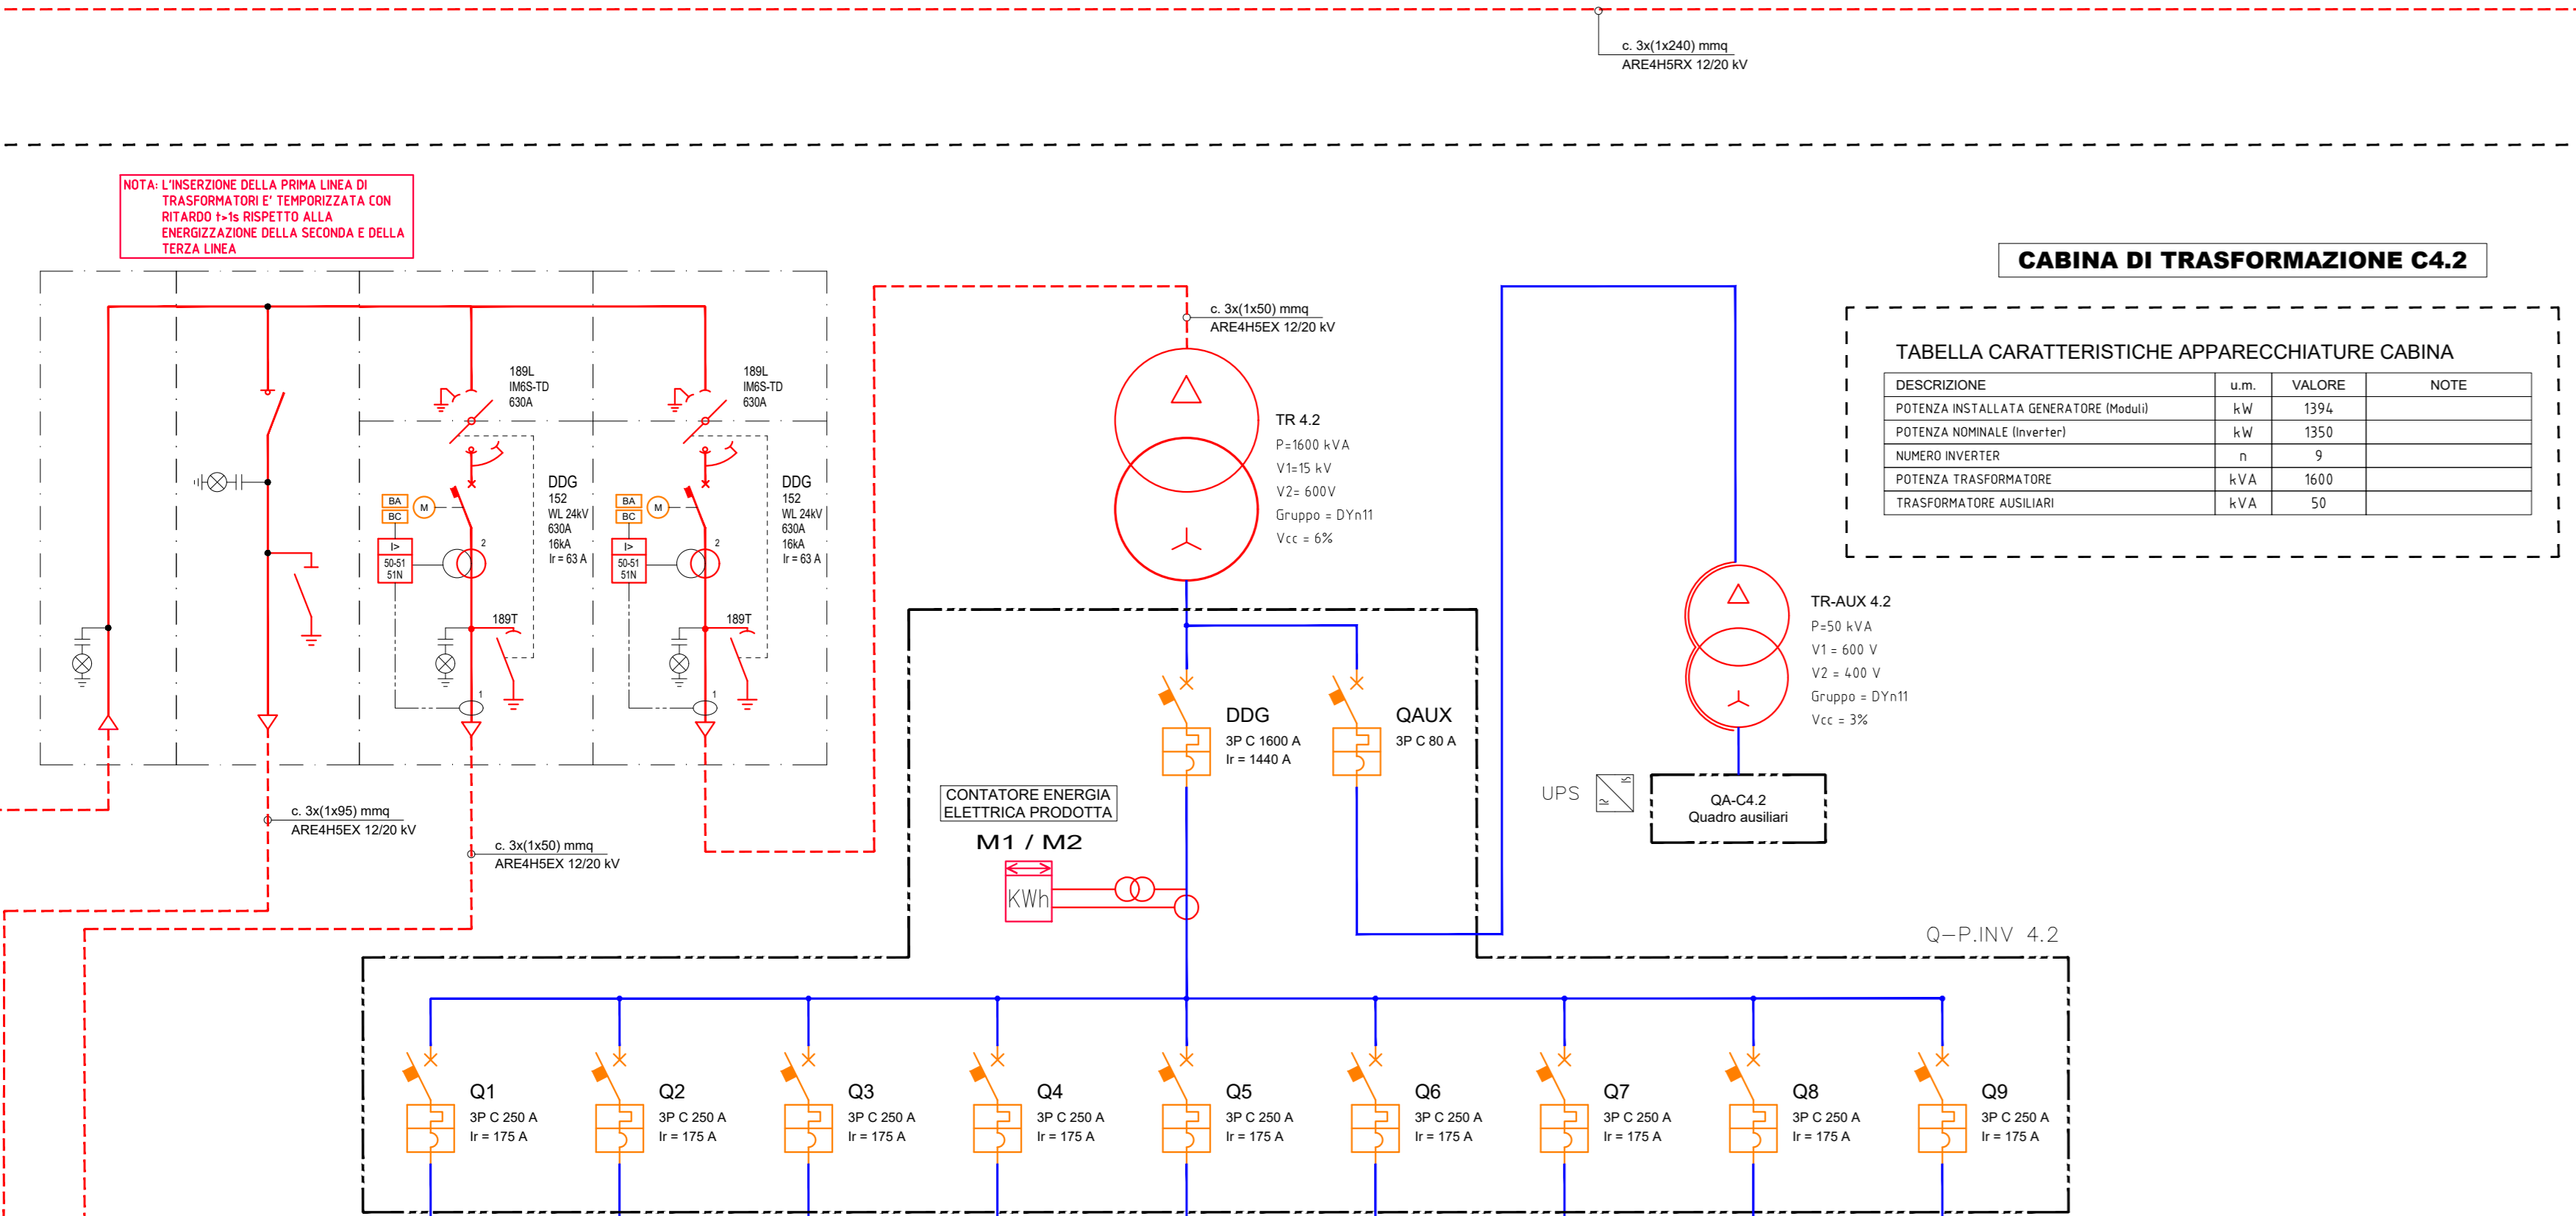 c. 3x(1x240) mmq
ARE4H5RX 12/20 kV
NOTA: L'INSERZIONE DELLA PRIMA LINEA DI
TRASFORMATORI E' TEMPORIZZATA CON
RITARDO t>1s RISPETTO ALLA
ENERGIZZAZIONE DELLA SECONDA E DELLA
TERZA LINEA
CABINA DI TRASFORMAZIONE C4.2
TABELLA CARATTERISTICHE APPARECCHIATURE CABINA
DESCRIZIONE u.m. VALORE NOTE
POTENZA INSTALLATA GENERATORE (Moduli) kW 1394
POTENZA NOMINALE (Inverter) kW 1350
NUMERO INVERTER n 9
POTENZA TRASFORMATORE kVA 1600
TRASFORMATORE AUSILIARI kVA 50
189L
IM6S-TD
630A
189L
IM6S-TD
630A
DDG
152
WL 24kV
630A
16kA
Ir = 63 A
BA
BC
M
I>
50-51
51N
2
189T
1
DDG
152
WL 24kV
630A
16kA
Ir = 63 A
BA
BC
M
I>
50-51
51N
2
189T
1
c. 3x(1x95) mmq
ARE4H5EX 12/20 kV
c. 3x(1x50) mmq
ARE4H5EX 12/20 kV
c. 3x(1x50) mmq
ARE4H5EX 12/20 kV
TR 4.2
P=1600 kVA
V1=15 kV
V2= 600V
Gruppo = DYn11
Vcc = 6%
DDG
3P C 1600 A
Ir = 1440 A
QAUX
3P C 80 A
CONTATORE ENERGIA
ELETTRICA PRODOTTA
M1 / M2
KWh
TR-AUX 4.2
P=50 kVA
V1 = 600 V
V2 = 400 V
Gruppo = DYn11
Vcc = 3%
UPS
QA-C4.2
Quadro ausiliari
Q-P.INV 4.2
Q1
3P C 250 A
Ir = 175 A
Q2
3P C 250 A
Ir = 175 A
Q3
3P C 250 A
Ir = 175 A
Q4
3P C 250 A
Ir = 175 A
Q5
3P C 250 A
Ir = 175 A
Q6
3P C 250 A
Ir = 175 A
Q7
3P C 250 A
Ir = 175 A
Q8
3P C 250 A
Ir = 175 A
Q9
3P C 250 A
Ir = 175 A